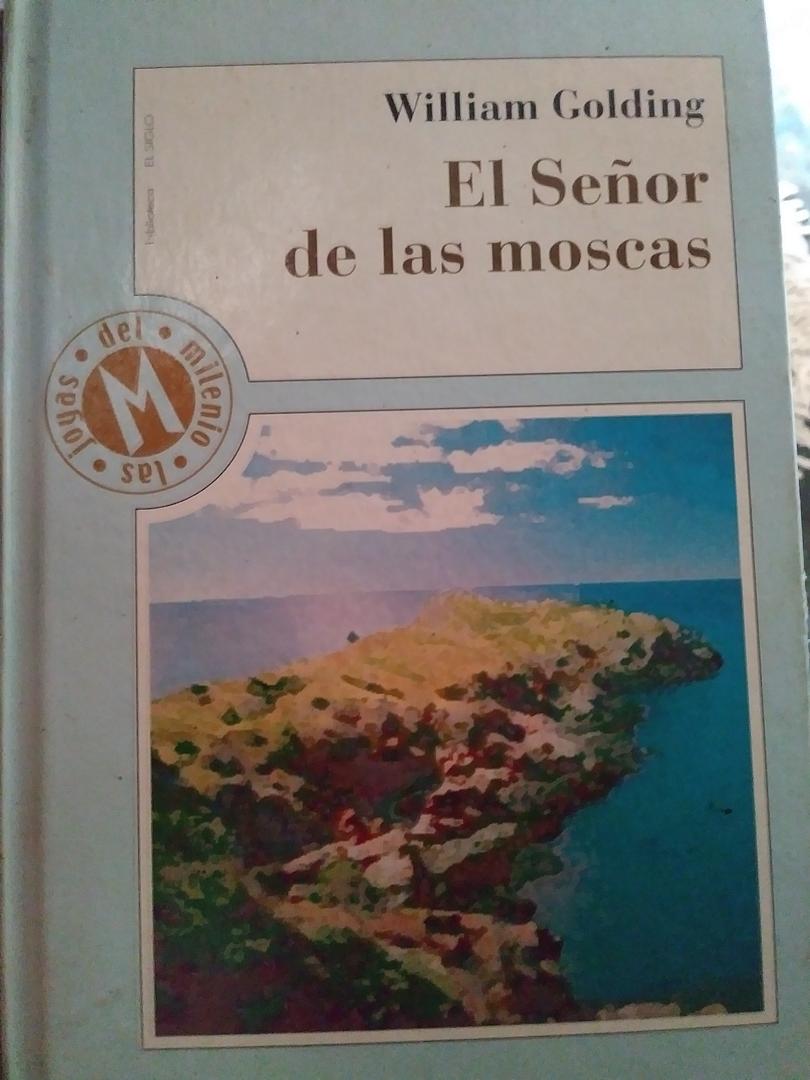 William Golding
El Señor
de las moscas
Biblioteca EL SIGLO
las joyas del milenio
M